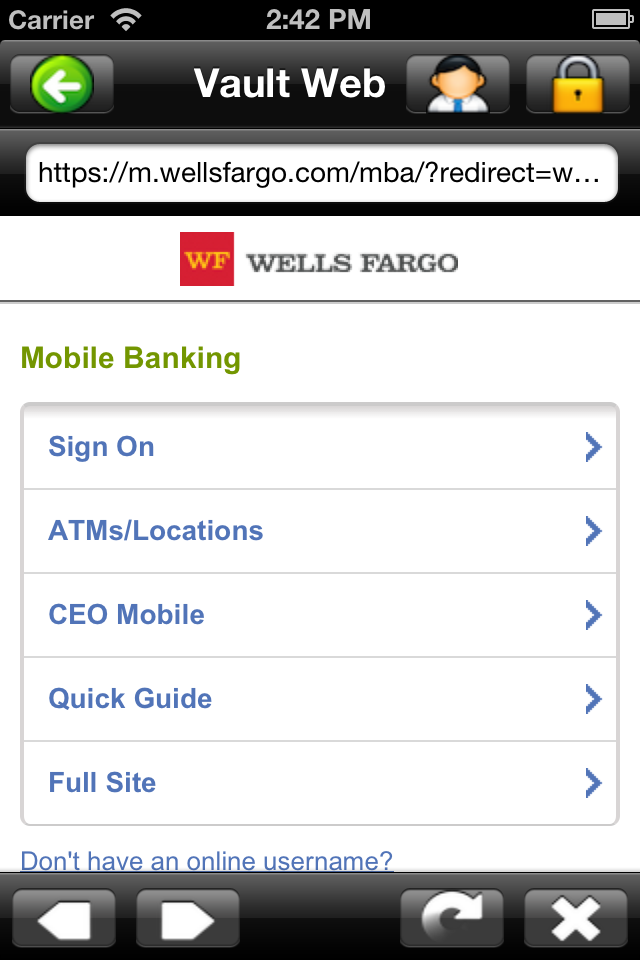 Carrier 2:42 PM
Vault Web
https://m.wellsfargo.com/mba/?redirect=w...
WF WELLS FARGO
Mobile Banking
Sign On
ATMs/Locations
CEO Mobile
Quick Guide
Full Site
Don't have an online username?